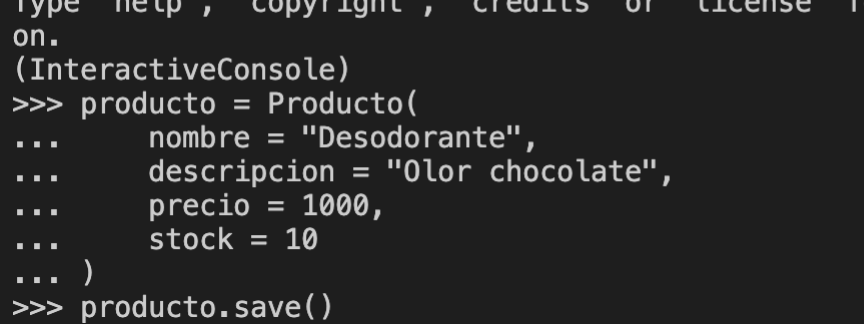 Type "help", "copyright", "credits" or "license"
on.
(InteractiveConsole)
>>> producto = Producto(
...     nombre = "Desodorante",
...     descripcion = "Olor chocolate",
...     precio = 1000,
...     stock = 10
... )
>>> producto.save()